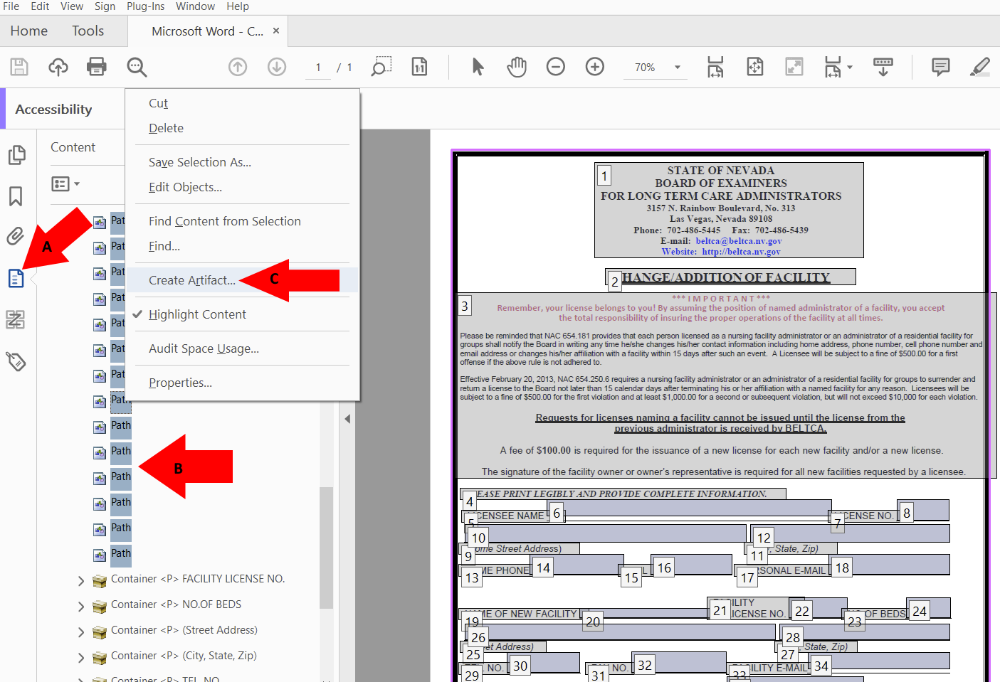 File Edit View Sign Plug-Ins Window Help
Home Tools Microsoft Word - C... ×
1 / 1 70%
Accessibility
Content
Cut
Delete
Save Selection As...
Edit Objects...
Find Content from Selection
Find...
Create Artifact...
Highlight Content
Audit Space Usage...
Properties...
A
B
C
Pat
Pat
Pat
Pat
Pat
Pat
Pat
Path
Path
Path
Path
Path
Path
Container <P> FACILITY LICENSE NO.
Container <P> NO.OF BEDS
Container <P> (Street Address)
Container <P> (City, State, Zip)
Container <P> TEL. NO.
1
STATE OF NEVADA
BOARD OF EXAMINERS
FOR LONG TERM CARE ADMINISTRATORS
3157 N. Rainbow Boulevard, No. 313
Las Vegas, Nevada 89108
Phone: 702-486-5445 Fax: 702-486-5439
E-mail: beltca@beltca.nv.gov
Website: http://beltca.nv.gov
2 HANGE/ADDITION OF FACILITY
3
*** I M P O R T A N T ***
Remember, your license belongs to you! By assuming the position of named administrator of a facility, you accept
the total responsibility of insuring the proper operations of the facility at all times.
Please be reminded that NAC 654.181 provides that each person licensed as a nursing facility administrator or an administrator of a residential facility for
groups shall notify the Board in writing any time he/she changes his/her contact information including home address, phone number, cell phone number and
email address or changes his/her affiliation with a facility within 15 days after such an event. A Licensee will be subject to a fine of $500.00 for a first
offense if the above rule is not adhered to.
Effective February 20, 2013, NAC 654.250.6 requires a nursing facility administrator or an administrator of a residential facility for groups to surrender and
return a license to the Board not later than 15 calendar days after terminating his or her affiliation with a named facility for any reason. Licensees will be
subject to a fine of $500.00 for the first violation and at least $1,000.00 for a second or subsequent violation, but will not exceed $10,000 for each violation.
Requests for licenses naming a facility cannot be issued until the license from the
previous administrator is received by BELTCA.
A fee of $100.00 is required for the issuance of a new license for each new facility and/or a new license.
The signature of the facility owner or owner's representative is required for all new facilities requested by a licensee.
4 EASE PRINT LEGIBLY AND PROVIDE COMPLETE INFORMATION.
5 CENSEE NAME 6 7 CENSE NO. 8
10 12
9 ome Street Address) 11 , State, Zip)
13 ME PHONE 14 15 16 17 RSONAL E-MAIL 18
19 ME OF NEW FACILITY 20 21 ILITY
ICENSE NO. 22 23 OF BEDS 24
26 28
25 et Address) 27 , State, Zip)
29 NO. 30 31 NO. 32 33 FACILITY E-MAIL 34